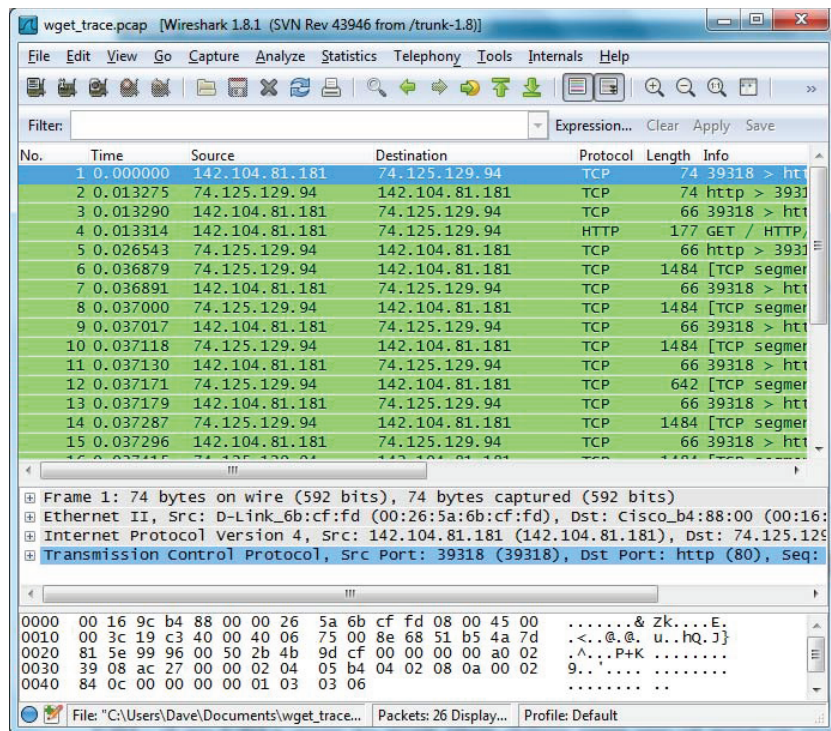 wget_trace.pcap [Wireshark 1.8.1 (SVN Rev 43946 from /trunk-1.8)]
File Edit View Go Capture Analyze Statistics Telephony Tools Internals Help
Filter: Expression... Clear Apply Save
No. Time Source Destination Protocol Length Info
1 0.000000 142.104.81.181 74.125.129.94 TCP 74 39318 > htt
2 0.013275 74.125.129.94 142.104.81.181 TCP 74 http > 3931
3 0.013290 142.104.81.181 74.125.129.94 TCP 66 39318 > htt
4 0.013314 142.104.81.181 74.125.129.94 HTTP 177 GET / HTTP/
5 0.026543 74.125.129.94 142.104.81.181 TCP 66 http > 3931
6 0.036879 74.125.129.94 142.104.81.181 TCP 1484 [TCP segmer
7 0.036891 142.104.81.181 74.125.129.94 TCP 66 39318 > htt
8 0.037000 74.125.129.94 142.104.81.181 TCP 1484 [TCP segmer
9 0.037017 142.104.81.181 74.125.129.94 TCP 66 39318 > htt
10 0.037118 74.125.129.94 142.104.81.181 TCP 1484 [TCP segmer
11 0.037130 142.104.81.181 74.125.129.94 TCP 66 39318 > htt
12 0.037171 74.125.129.94 142.104.81.181 TCP 642 [TCP segmer
13 0.037179 142.104.81.181 74.125.129.94 TCP 66 39318 > htt
14 0.037287 74.125.129.94 142.104.81.181 TCP 1484 [TCP segmer
15 0.037296 142.104.81.181 74.125.129.94 TCP 66 39318 > htt
Frame 1: 74 bytes on wire (592 bits), 74 bytes captured (592 bits)
Ethernet II, Src: D-Link_6b:cf:fd (00:26:5a:6b:cf:fd), Dst: Cisco_b4:88:00 (00:16:
Internet Protocol Version 4, Src: 142.104.81.181 (142.104.81.181), Dst: 74.125.129
Transmission Control Protocol, Src Port: 39318 (39318), Dst Port: http (80), Seq:
0000 00 16 9c b4 88 00 00 26 5a 6b cf fd 08 00 45 00 .......& Zk....E.
0010 00 3c 19 c3 40 00 40 06 75 00 8e 68 51 b5 4a 7d .<..@.@. u..hQ.J}
0020 81 5e 99 96 00 50 2b 4b 9d cf 00 00 00 00 a0 02 .^...P+K ........
0030 39 08 ac 27 00 00 02 04 05 b4 04 02 08 0a 00 02 9..'.... ........
0040 84 0c 00 00 00 00 01 03 03 06 ........ ..
File: "C:\Users\Dave\Documents\wget_trace... Packets: 26 Display... Profile: Default